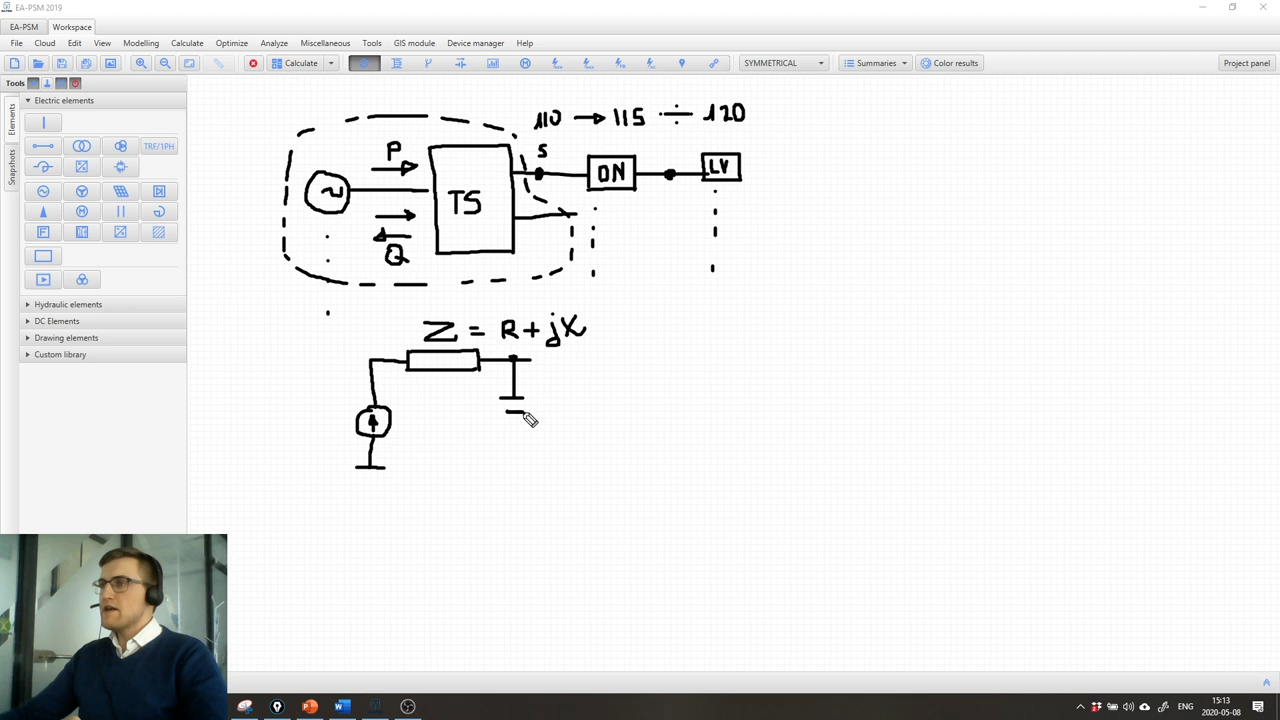 EA-PSM 2019
EA-PSM Workspace
File Cloud Edit View Modelling Calculate Optimize Analyze Miscellaneous Tools GIS module Device manager Help
Calculate SYMMETRICAL Summaries Color results Project panel
Tools
Elements
Snapshots
Electric elements
TRF/1PH
Hydraulic elements
DC Elements
Drawing elements
Custom library
110 → 115 ÷ 120
P
S
DN
LV
TS
Q
Z = R + jX
ENG
15:13
2020-05-08